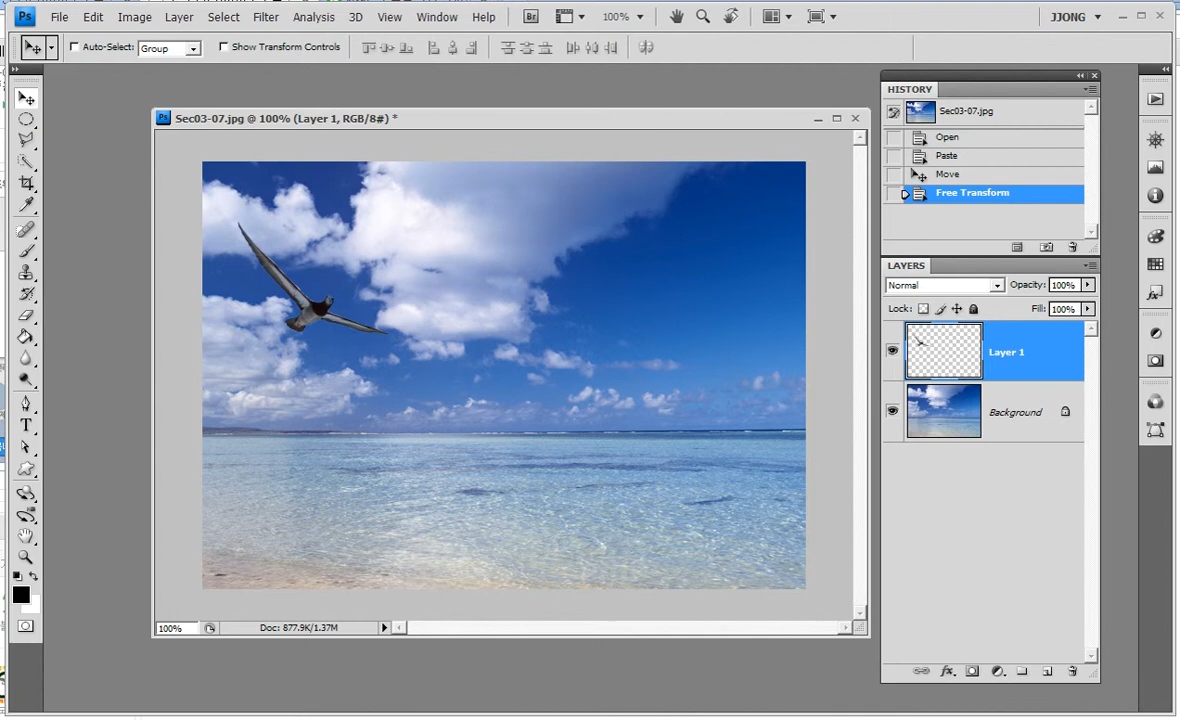 Ps File Edit Image Layer Select Filter Analysis 3D View Window Help Br 100% JJONG
Auto-Select: Group Show Transform Controls
HISTORY
Sec03-07.jpg
Ps Sec03-07.jpg @ 100% (Layer 1, RGB/8#) *
Open
Paste
Move
Free Transform
LAYERS
Normal Opacity: 100%
Lock: Fill: 100%
Layer 1
Background
T
100% Doc: 877.9K/1.37M
fx